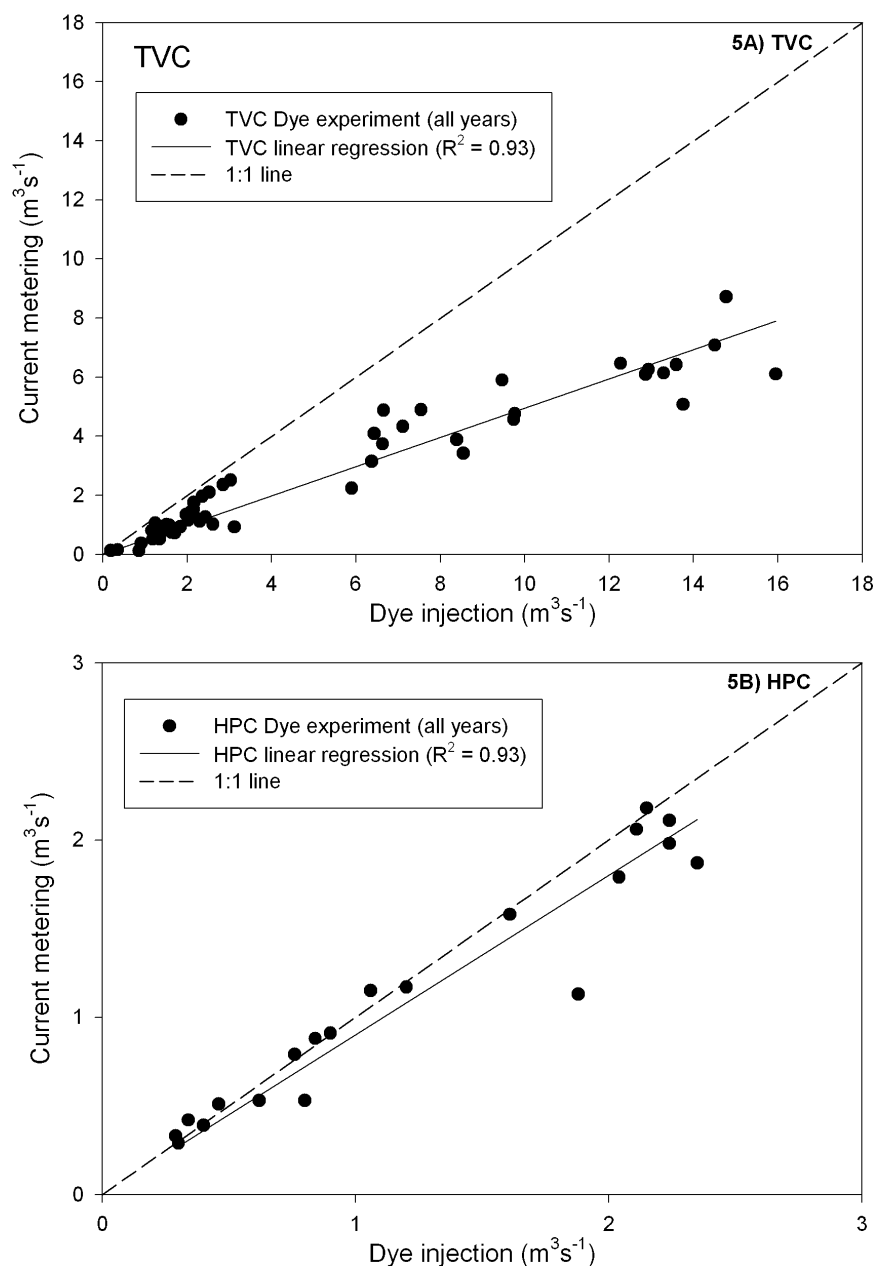 18
16
14
12
10
8
6
4
2
0
Current metering (m³s⁻¹)
TVC
5A) TVC
TVC Dye experiment (all years)
TVC linear regression (R² = 0.93)
1:1 line
0 2 4 6 8 10 12 14 16 18
Dye injection (m³s⁻¹)
3
2
1
0
Current metering (m³s⁻¹)
5B) HPC
HPC Dye experiment (all years)
HPC linear regression (R² = 0.93)
1:1 line
0 1 2 3
Dye injection (m³s⁻¹)